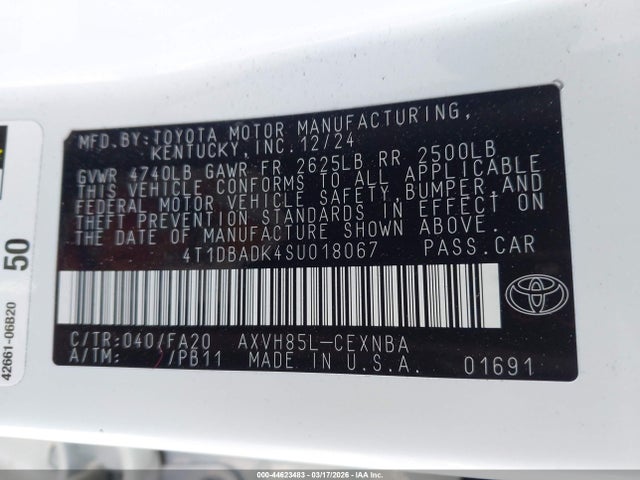 MFD.BY:TOYOTA MOTOR MANUFACTURING,
KENTUCKY,INC.12/24
GVWR 4740LB GAWR FR 2625LB RR 2500LB
THIS VEHICLE CONFORMS TO ALL APPLICABLE
FEDERAL MOTOR VEHICLE SAFETY,BUMPER,AND
THEFT PREVENTION STANDARDS IN EFFECT ON
THE DATE OF MANUFACTURE SHOWN ABOVE.
4T1DBADK4SU018067 PASS.CAR
C/TR:040/FA20 AXVH85L-CEXNBA
A/TM: /PB11 MADE IN U.S.A. 01691
42661-06B20
50
000-44623483 - 03/17/2026 - IAAI, Inc.